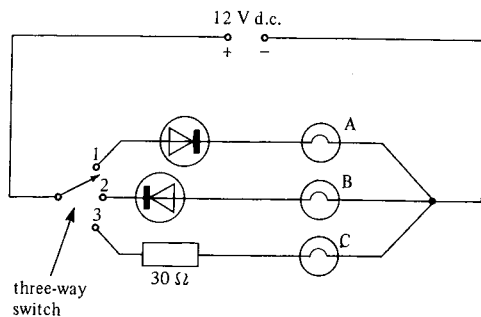 12 V d.c.
+ −
A
1
B
2
C
3
30 Ω
three-way
switch